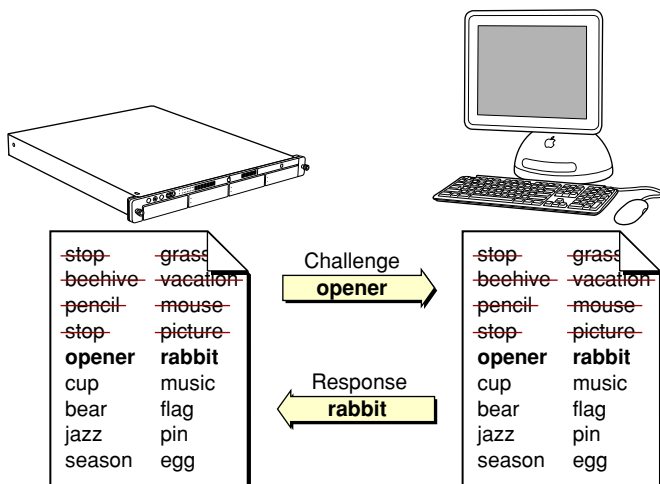 stop grass
beehive vacation
pencil mouse
stop picture
opener rabbit
cup music
bear flag
jazz pin
season egg
Challenge
opener
Response
rabbit
stop grass
beehive vacation
pencil mouse
stop picture
opener rabbit
cup music
bear flag
jazz pin
season egg